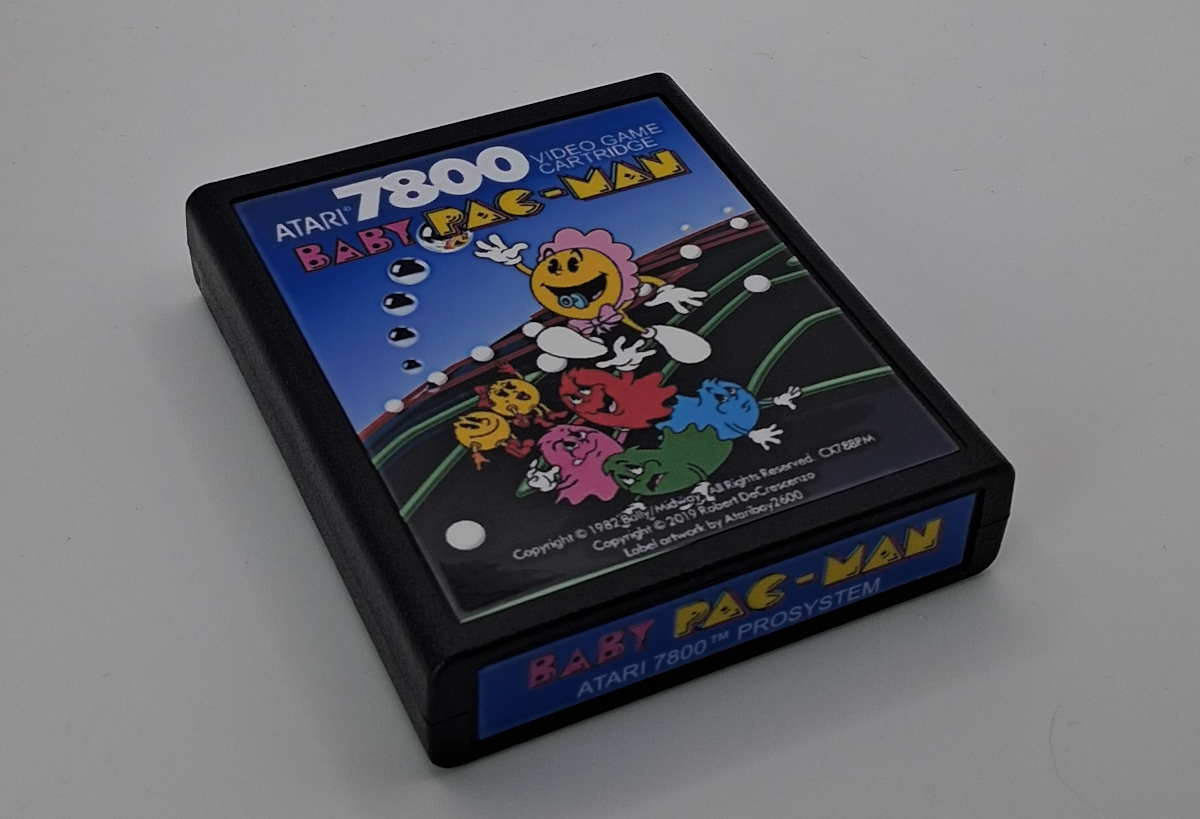 ATARI® 7800 VIDEO GAME
CARTRIDGE
BABY PAC-MAN
Copyright © 1982 Bally/Midway, All Rights Reserved CX78BPM
Copyright © 2019 Robert DeCrescenzo
Label artwork by Atariboy2600
BABY PAC-MAN
ATARI 7800™ PROSYSTEM